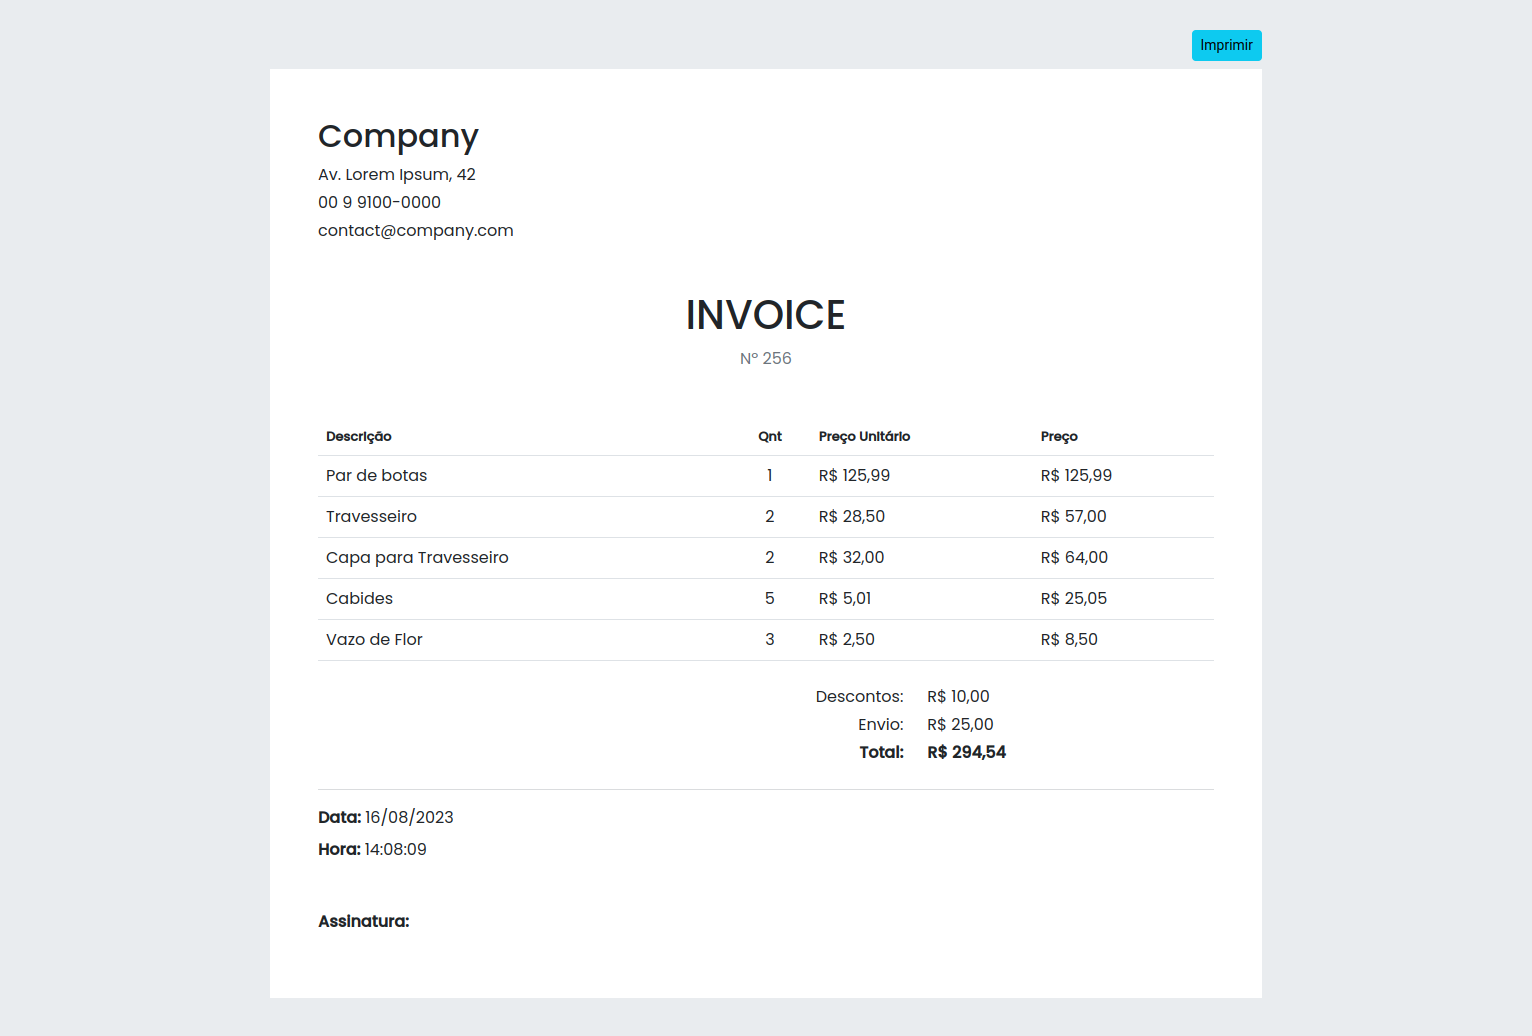 Imprimir
Company
Av. Lorem Ipsum, 42
00 9 9100-0000
contact@company.com
INVOICE
Nº 256
Descrição Qnt Preço Unitário Preço
Par de botas 1 R$ 125,99 R$ 125,99
Travesseiro 2 R$ 28,50 R$ 57,00
Capa para Travesseiro 2 R$ 32,00 R$ 64,00
Cabides 5 R$ 5,01 R$ 25,05
Vazo de Flor 3 R$ 2,50 R$ 8,50
Descontos: R$ 10,00
Envio: R$ 25,00
Total: R$ 294,54
Data: 16/08/2023
Hora: 14:08:09
Assinatura: